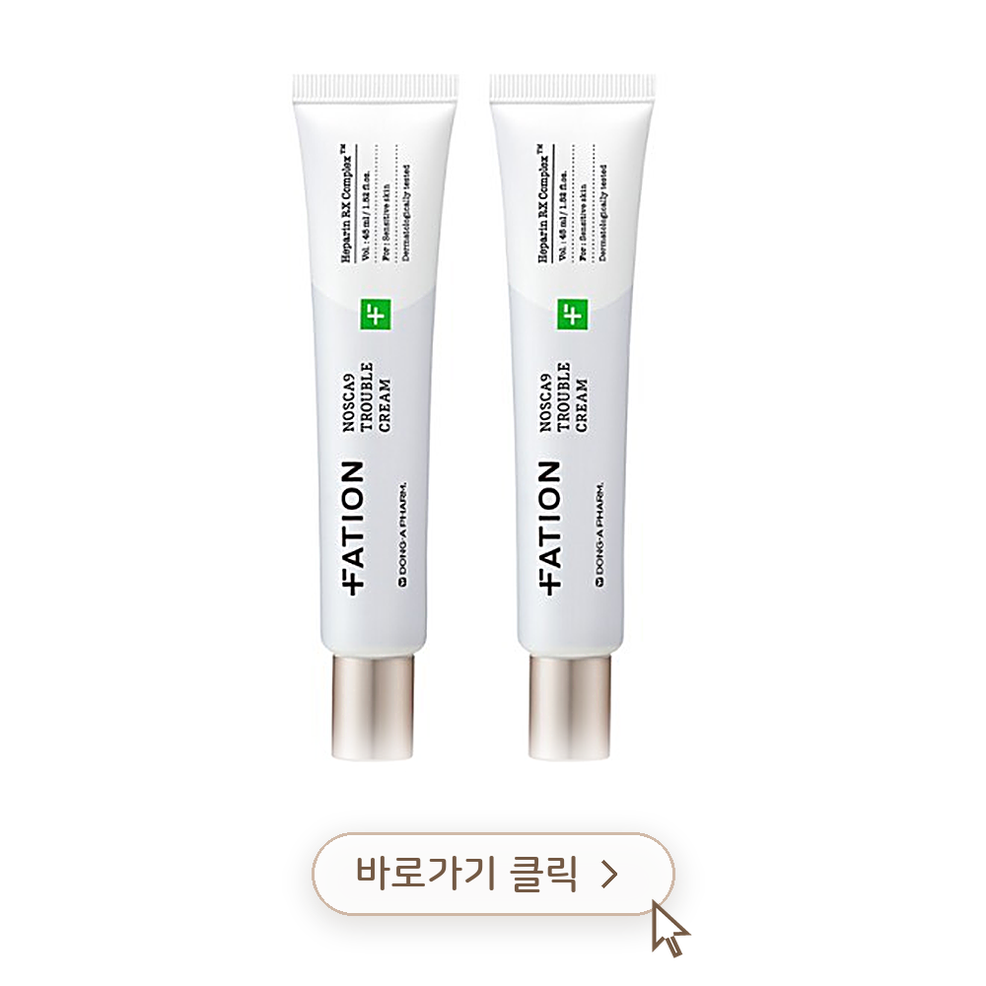 Heparin RX Complex™
Vol : 45 ml / 1.52 fl.oz.
For : Sensitive skin
Dermatologically tested
NOSCA9
TROUBLE
CREAM
FATION
DONG-A PHARM.
Heparin RX Complex™
Vol : 45 ml / 1.52 fl.oz.
For : Sensitive skin
Dermatologically tested
NOSCA9
TROUBLE
CREAM
FATION
DONG-A PHARM.
바로가기 클릭 >